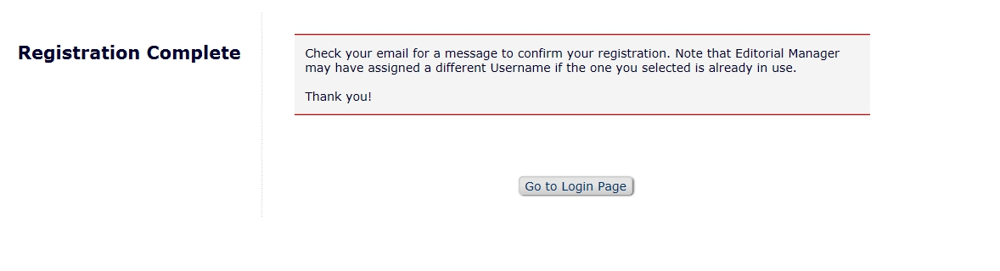 Registration Complete
Check your email for a message to confirm your registration. Note that Editorial Manager
may have assigned a different Username if the one you selected is already in use.
Thank you!
Go to Login Page